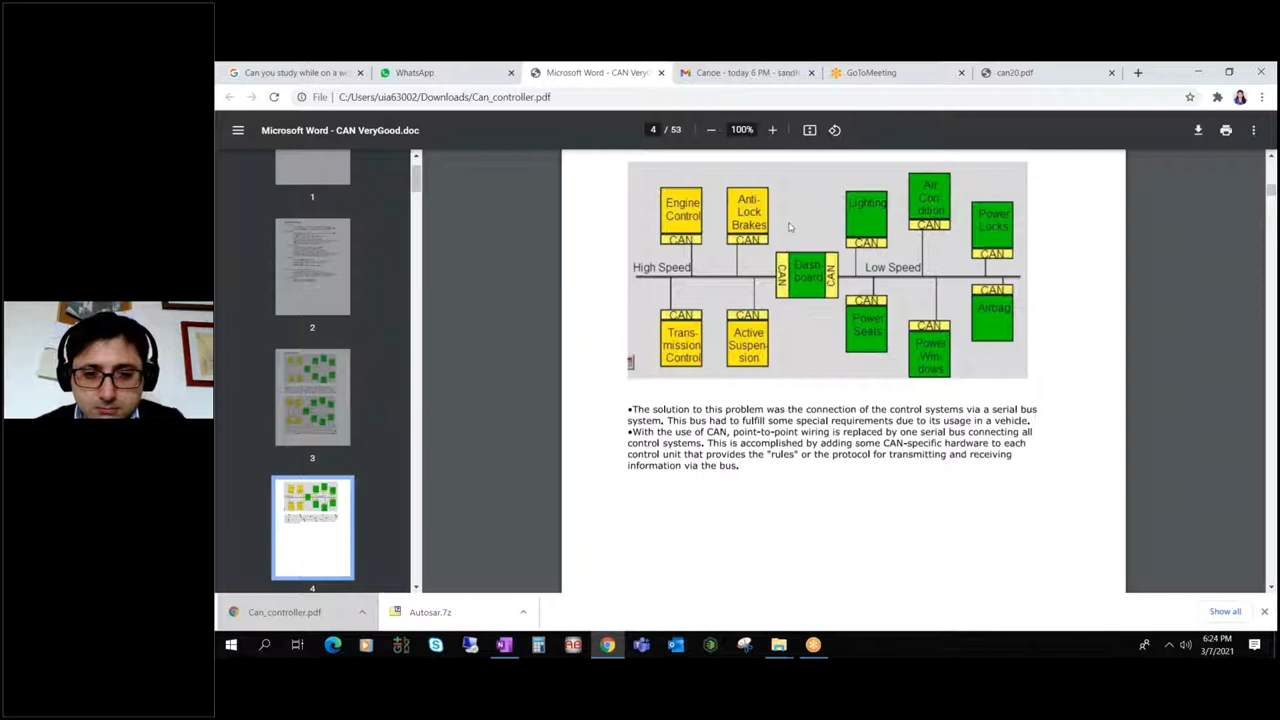 Can you study while on a w
WhatsApp
Microsoft Word - CAN VeryG
Canoe - today 6 PM - sandh
GoToMeeting
can20.pdf
File
C:/Users/uia63002/Downloads/Can_controller.pdf
Microsoft Word - CAN VeryGood.doc
4 / 53
100%
1
2
3
4
Engine
Control
CAN
Anti-
Lock
Brakes
CAN
Lighting
CAN
Air
Con-
dition
CAN
Power
Locks
CAN
High Speed
CAN
Dash-
board
CAN
Low Speed
CAN
Trans-
mission
Control
CAN
Active
Suspen-
sion
CAN
Power
Seats
CAN
Power
Win-
dows
CAN
Airbag
•The solution to this problem was the connection of the control systems via a serial bus
system. This bus had to fulfill some special requirements due to its usage in a vehicle.
•With the use of CAN, point-to-point wiring is replaced by one serial bus connecting all
control systems. This is accomplished by adding some CAN-specific hardware to each
control unit that provides the "rules" or the protocol for transmitting and receiving
information via the bus.
Can_controller.pdf
Autosar.7z
Show all
6:24 PM
3/7/2021